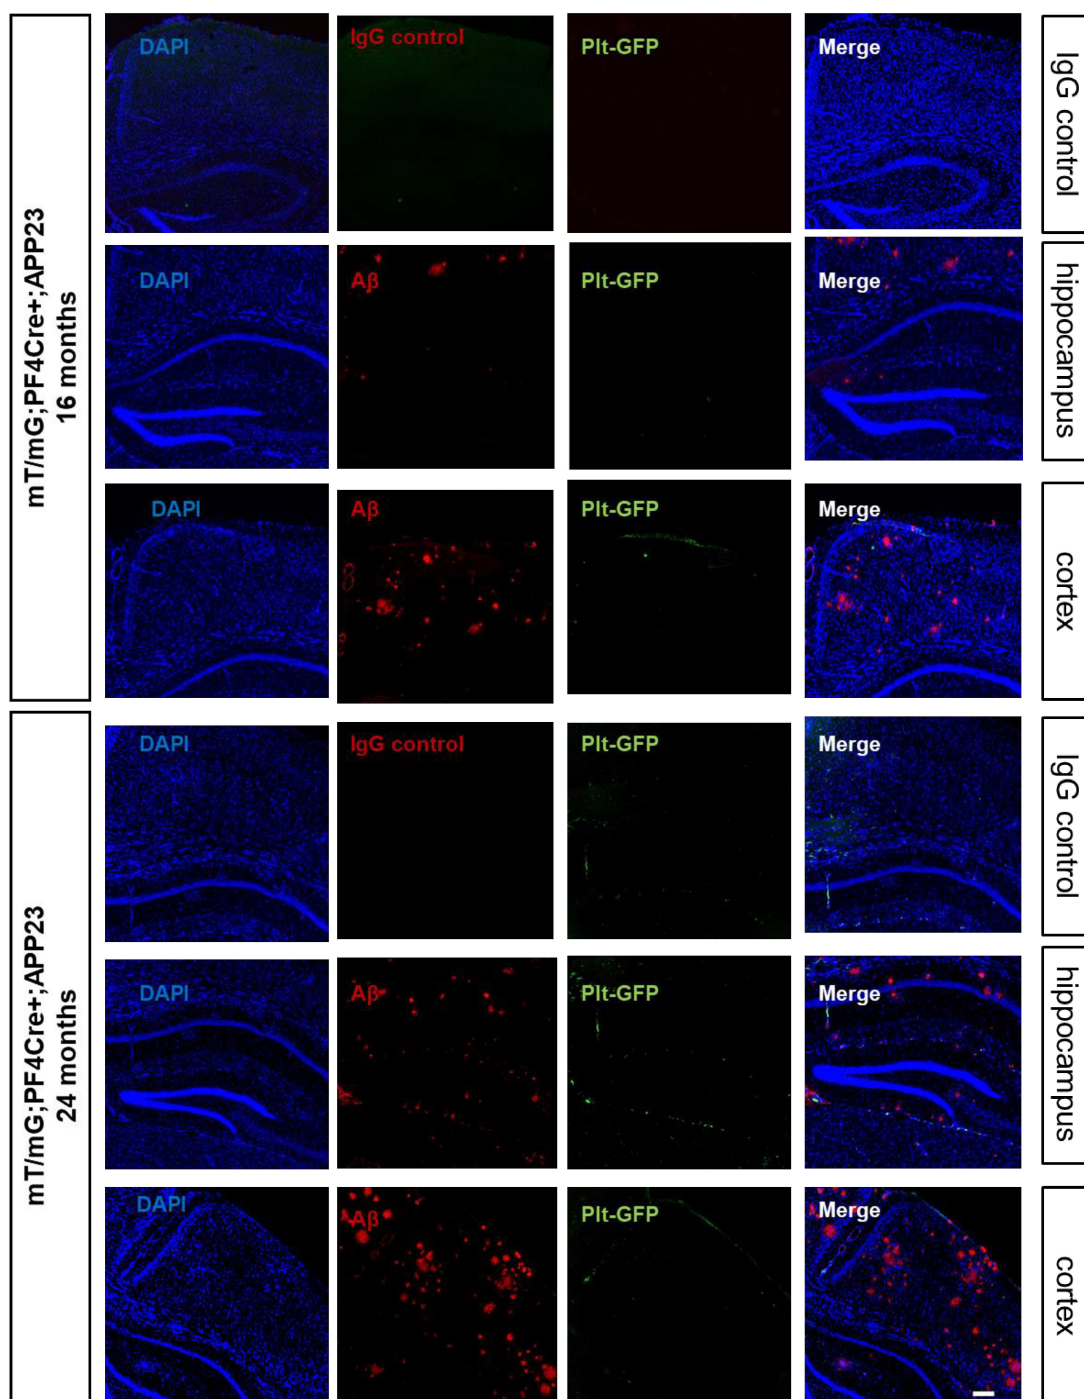 mT/mG;PF4Cre+;APP23
16 months
DAPI
IgG control
Plt-GFP
Merge
IgG control
DAPI
Aβ
Plt-GFP
Merge
hippocampus
DAPI
Aβ
Plt-GFP
Merge
cortex
mT/mG;PF4Cre+;APP23
24 months
DAPI
IgG control
Plt-GFP
Merge
IgG control
DAPI
Aβ
Plt-GFP
Merge
hippocampus
DAPI
Aβ
Plt-GFP
Merge
cortex